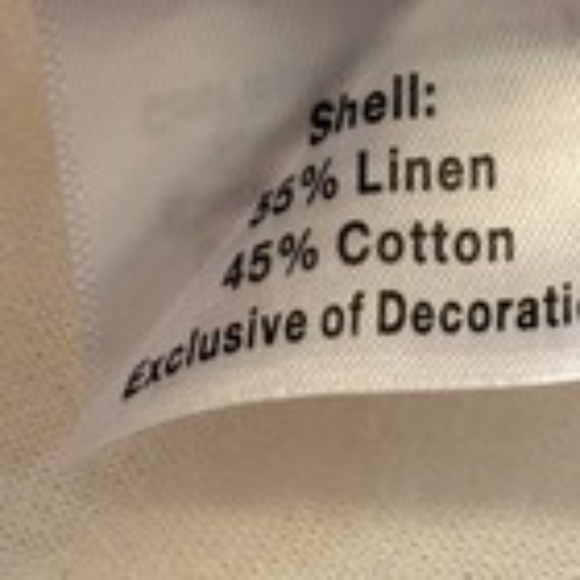 Shell:
55% Linen
45% Cotton
Exclusive of Decorati